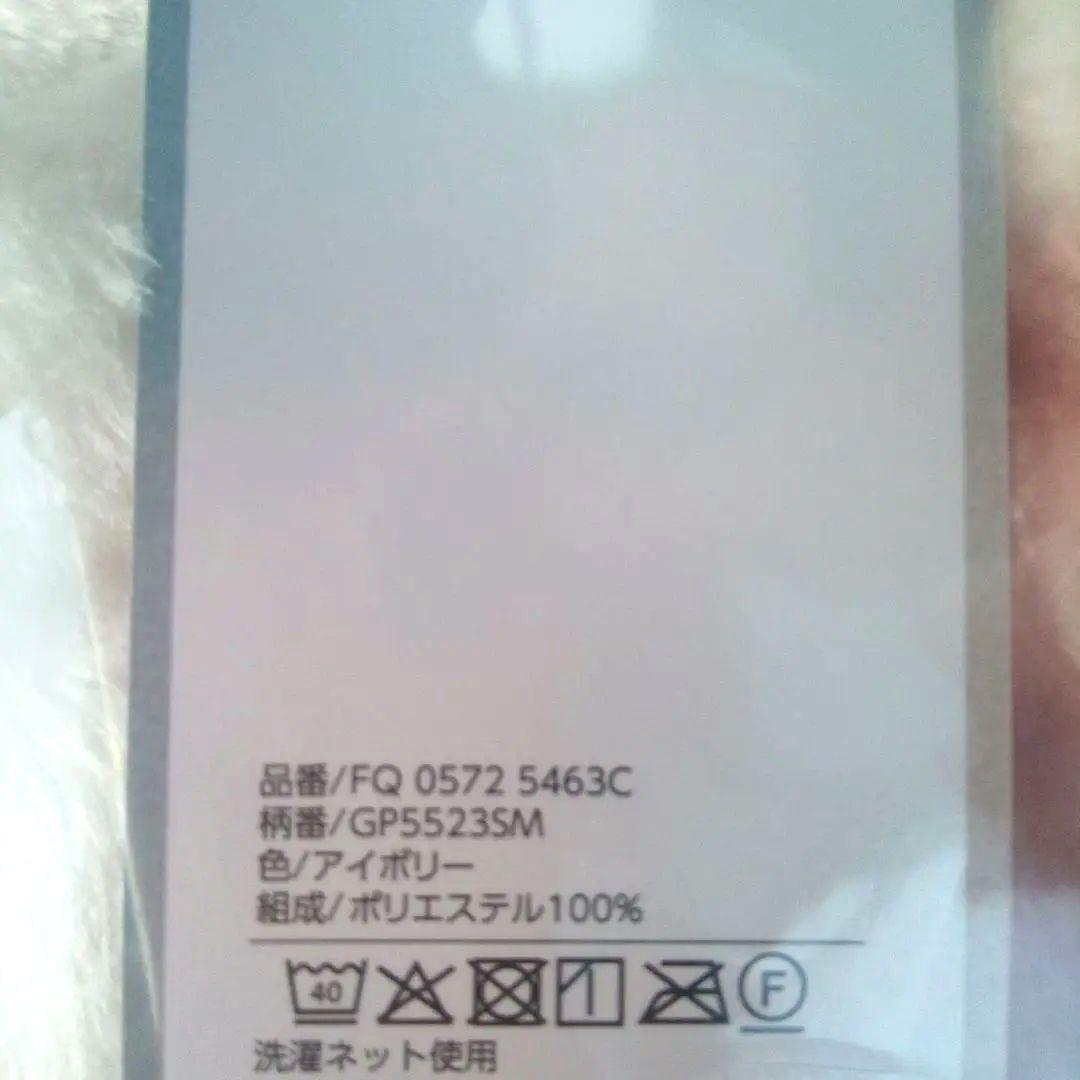 品番/FQ 0572 5463C
柄番/GP5523SM
色/アイボリー
組成/ポリエステル100%
40 F
洗濯ネット使用